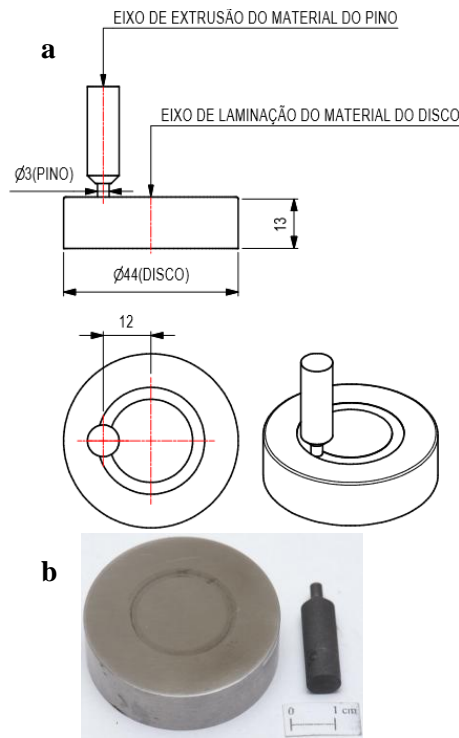 EIXO DE EXTRUSÃO DO MATERIAL DO PINO
a
EIXO DE LAMINAÇÃO DO MATERIAL DO DISCO
Ø3(PINO)
13
Ø44(DISCO)
12
b
0 1 cm